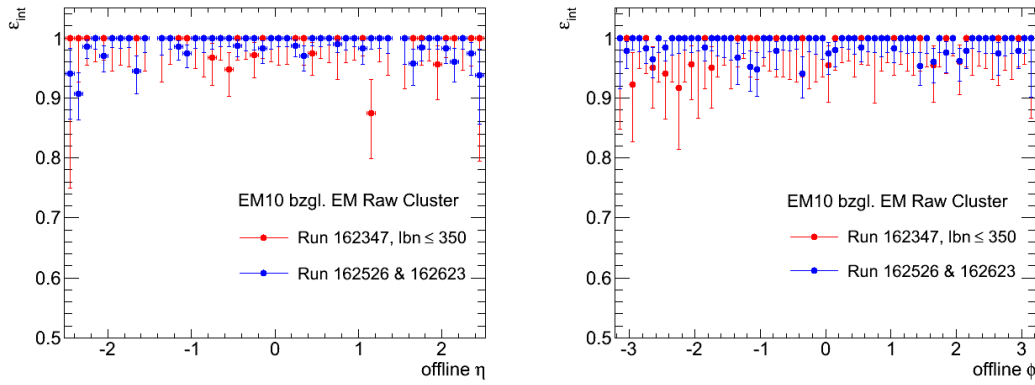 ε_int
1
0.9
0.8
0.7
0.6
0.5
EM10 bzgl. EM Raw Cluster
Run 162347, lbn ≤ 350
Run 162526 & 162623
-2 -1 0 1 2
offline η
ε_int
1
0.9
0.8
0.7
0.6
0.5
EM10 bzgl. EM Raw Cluster
Run 162347, lbn ≤ 350
Run 162526 & 162623
-3 -2 -1 0 1 2 3
offline ϕ